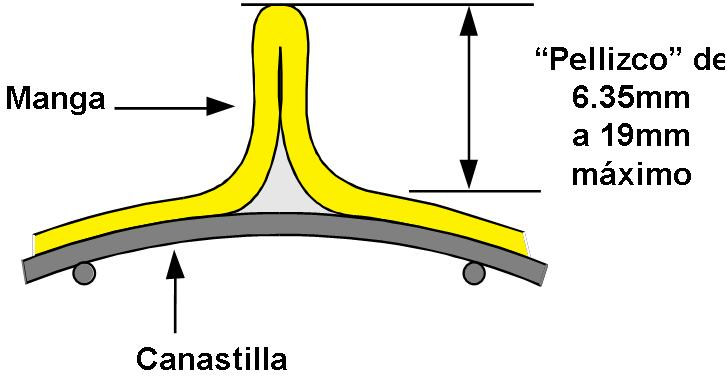 Manga
“Pellizco” de
6.35mm
a 19mm
máximo
Canastilla